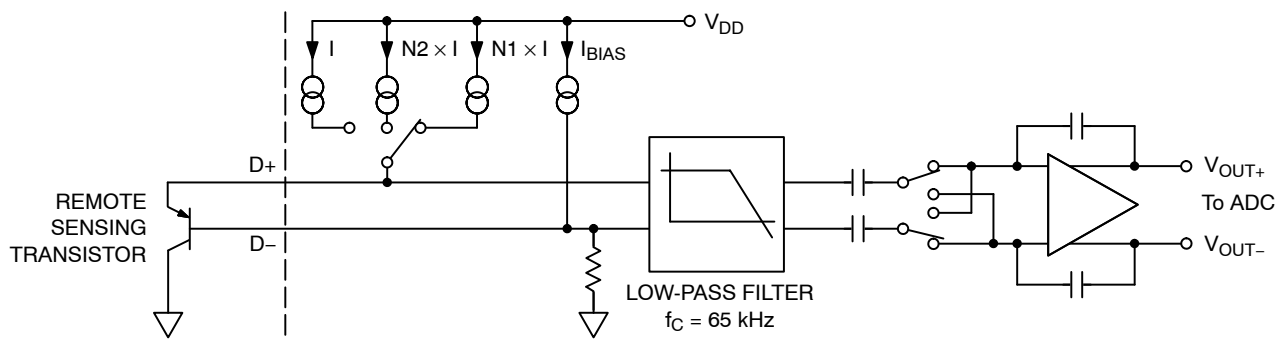 V_DD
I
N2 × I
N1 × I
I_BIAS
D+
REMOTE
SENSING
TRANSISTOR
D−
LOW-PASS FILTER
f_C = 65 kHz
V_OUT+
To ADC
V_OUT−